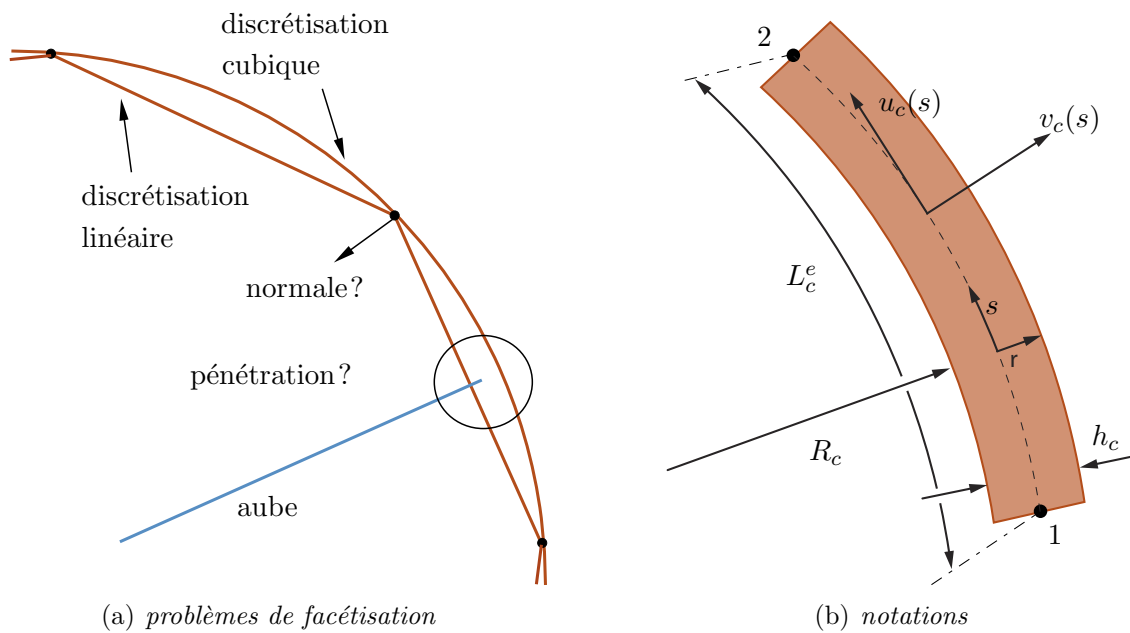 discrétisation
cubique
discrétisation
linéaire
normale ?
pénétration ?
aube
(a) problèmes de facétisation
2
u_c(s)
v_c(s)
L_c^e
s
r
R_c
h_c
1
(b) notations